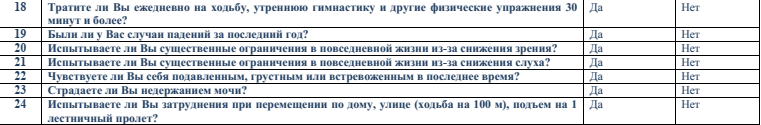 18 Тратите ли Вы ежедневно на ходьбу, утреннюю гимнастику и другие физические упражнения 30 Да Нет
минут и более?
19 Были ли у Вас случаи падений за последний год? Да Нет
20 Испытываете ли Вы существенные ограничения в повседневной жизни из-за снижения зрения? Да Нет
21 Испытываете ли Вы существенные ограничения в повседневной жизни из-за снижения слуха? Да Нет
22 Чувствуете ли Вы себя подавленным, грустным или встревоженным в последнее время? Да Нет
23 Страдаете ли Вы недержанием мочи? Да Нет
24 Испытываете ли Вы затруднения при перемещении по дому, улице (ходьба на 100 м), подъем на 1 Да Нет
лестничный пролет?